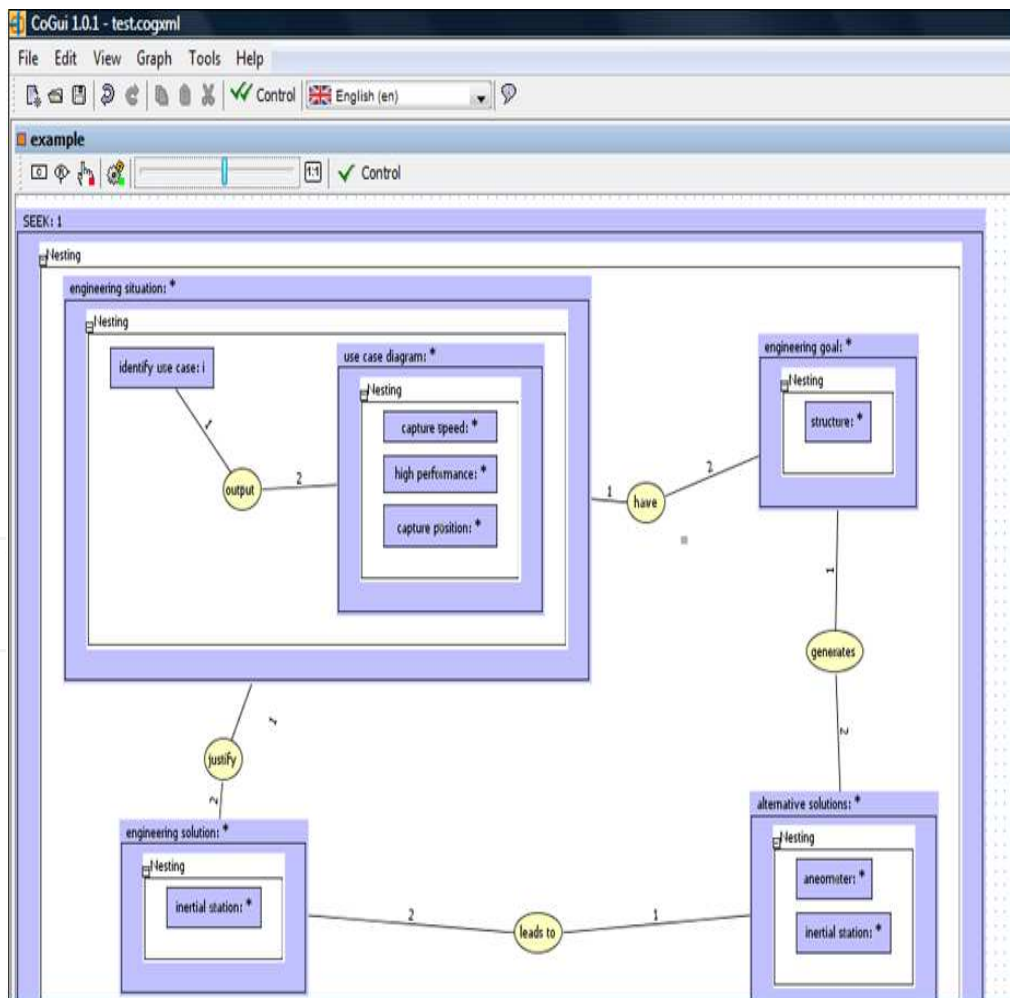 CoGui 1.0.1 - test.cogxml
File Edit View Graph Tools Help
Control English (en)
example
1:1 Control
SEEK: 1
Nesting
engineering situation: *
Nesting
identify use case: i
use case diagram: *
Nesting
capture speed: *
high performance: *
capture position: *
1
output
2
1
have
2
engineering goal: *
Nesting
structure: *
1
generates
2
1
justify
2
engineering solution: *
Nesting
inertial station: *
2
leads to
1
alternative solutions: *
Nesting
aneometer: *
inertial station: *